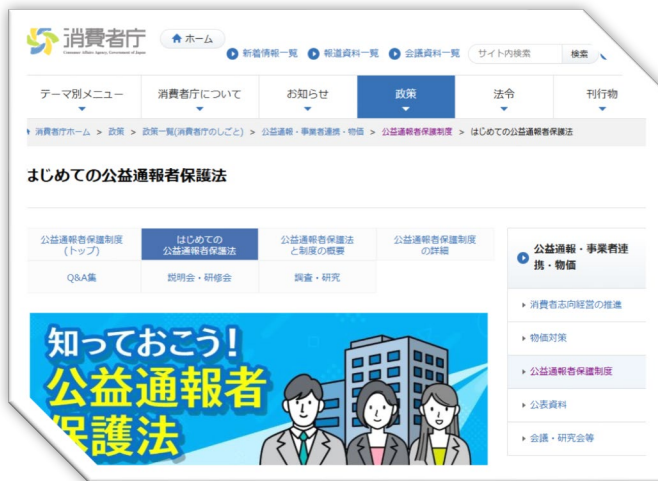 消費者庁
Consumer Affairs Agency, Government of Japan
ホーム
新着情報一覧 報道資料一覧 会議資料一覧 サイト内検索 検索
テーマ別メニュー 消費者庁について お知らせ 政策 法令 刊行物
消費者庁ホーム > 政策 > 政策一覧(消費者庁のしごと) > 公益通報・事業者連携・物価 > 公益通報者保護制度 > はじめての公益通報者保護法
はじめての公益通報者保護法
公益通報者保護制度
(トップ)
はじめての
公益通報者保護法
公益通報者保護法
と制度の概要
公益通報者保護制度
の詳細
Q&A集 説明会・研修会 調査・研究
知っておこう!
公益通報者
保護法
公益通報・事業者連
携・物価
消費者志向経営の推進
物価対策
公益通報者保護制度
公表資料
会議・研究会等